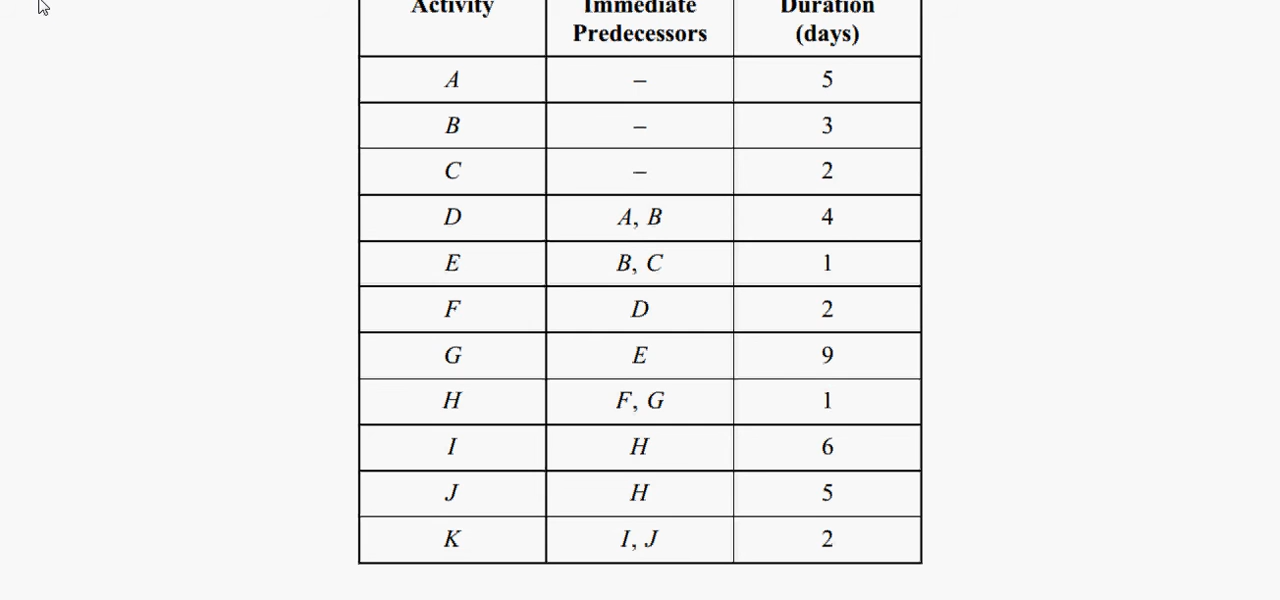 Activity Immediate Duration
Predecessors (days)
A – 5
B – 3
C – 2
D A, B 4
E B, C 1
F D 2
G E 9
H F, G 1
I H 6
J H 5
K I, J 2